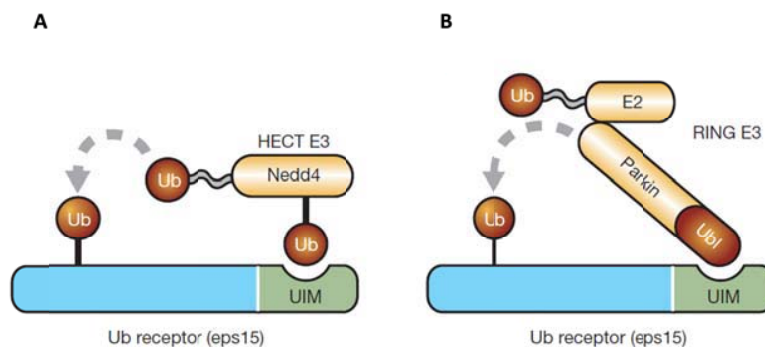 A
HECT E3
Ub
Nedd4
Ub
Ub
UIM
Ub receptor (eps15)
B
Ub
E2
RING E3
Parkin
Ub
Ubl
UIM
Ub receptor (eps15)